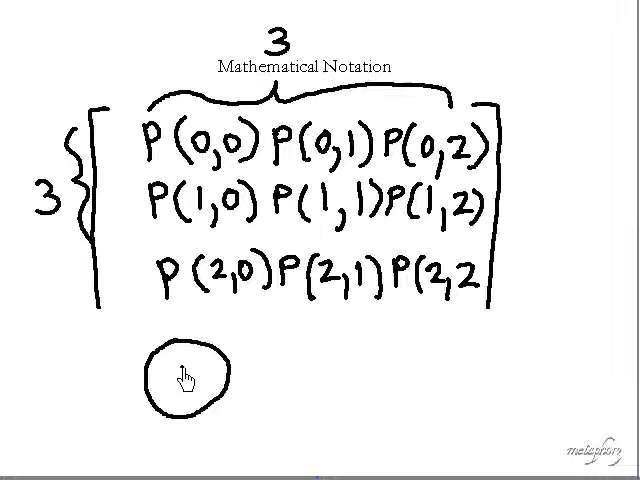 3
Mathematical Notation
P(0,0) P(0,1) P(0,2)
3 P(1,0) P(1,1) P(1,2)
P(2,0) P(2,1) P(2,2
metaphorz